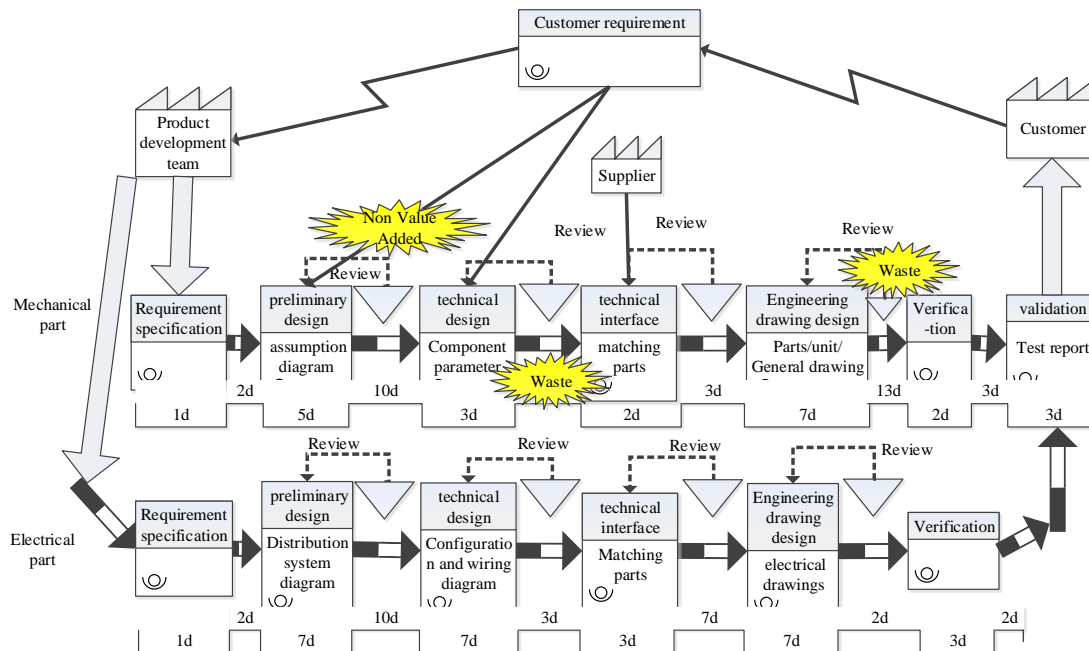 Customer requirement
Product
development
team
Customer
Supplier
Non Value
Added
Review
Review
Review
Review
Waste
Mechanical
part
Requirement
specification
preliminary
design
assumption
diagram
technical
design
Component
parameter
Waste
technical
interface
matching
parts
Engineering
drawing design
Parts/unit/
General drawing
Verifica
-tion
validation
Test report
2d
10d
3d
13d
3d
1d
5d
3d
2d
7d
2d
3d
Review
Review
Review
Review
Electrical
part
Requirement
specification
preliminary
design
Distribution
system
diagram
technical
design
Configuratio
n and wiring
diagram
technical
interface
Matching
parts
Engineering
drawing
design
electrical
drawings
Verification
2d
10d
3d
7d
2d
2d
1d
7d
7d
3d
7d
3d